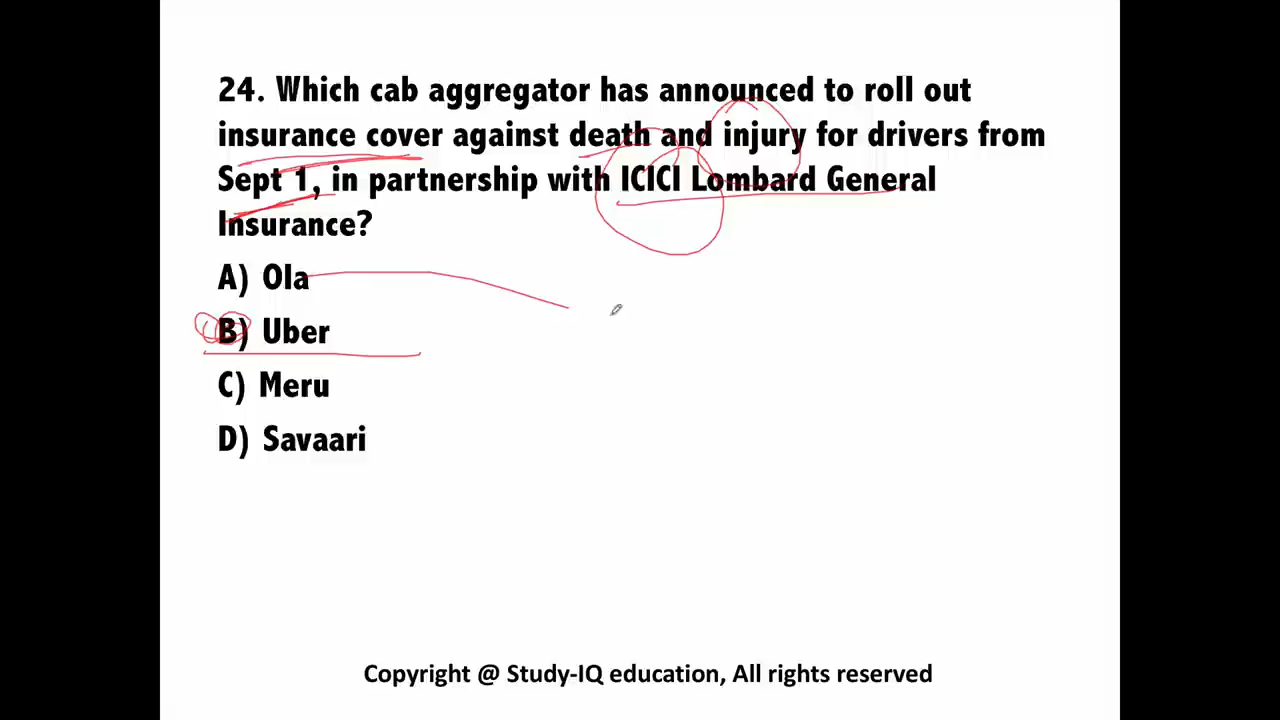 24. Which cab aggregator has announced to roll out
insurance cover against death and injury for drivers from
Sept 1, in partnership with ICICI Lombard General
Insurance?
A) Ola
B) Uber
C) Meru
D) Savaari
Copyright @ Study-IQ education, All rights reserved